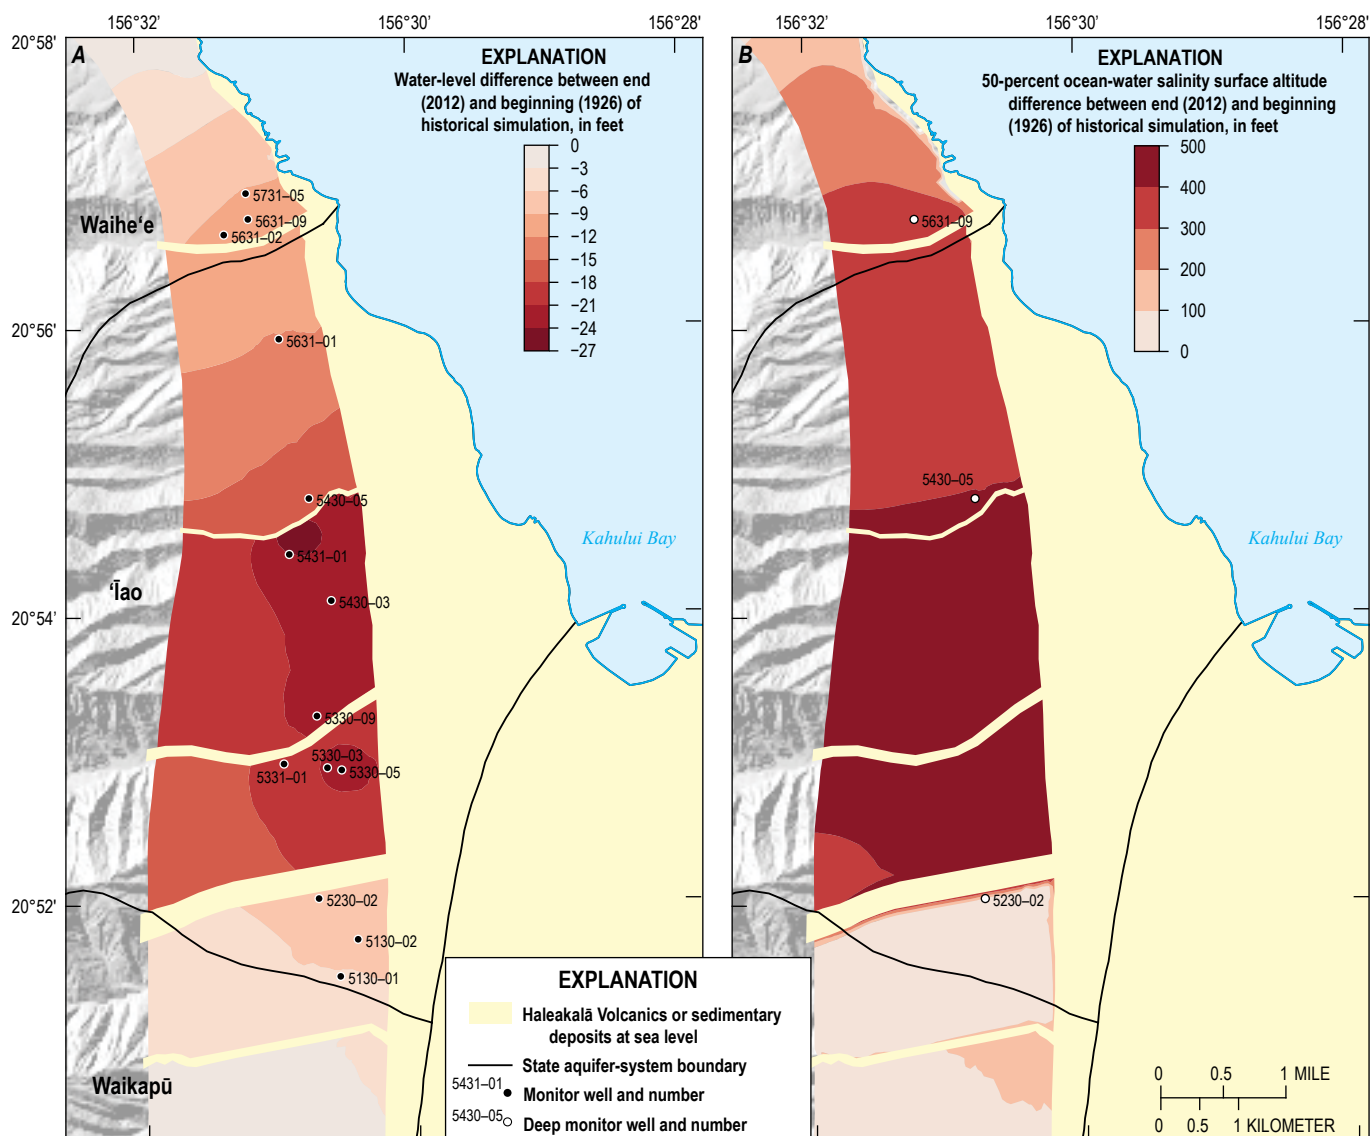 156°32'
156°30'
156°28'
156°32'
156°30'
156°28'
20°58'
20°56'
20°54'
20°52'
A
EXPLANATION
Water-level difference between end
(2012) and beginning (1926) of
historical simulation, in feet
0
−3
−6
−9
−12
−15
−18
−21
−24
−27
5731–05
5631–09
5631–02
Waiheʻe
5631–01
5430–05
5431–01
ʻĪao
5430–03
5330–09
5330–03
5331–01
5330–05
5230–02
5130–02
5130–01
Waikapū
Kahului Bay
B
EXPLANATION
50-percent ocean-water salinity surface altitude
difference between end (2012) and beginning
(1926) of historical simulation, in feet
500
400
300
200
100
0
5631–09
5430–05
Kahului Bay
5230–02
EXPLANATION
Haleakalā Volcanics or sedimentary
deposits at sea level
State aquifer-system boundary
5431–01
Monitor well and number
5430–05
Deep monitor well and number
0 0.5 1 MILE
0 0.5 1 KILOMETER